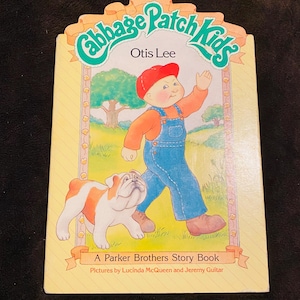 Cabbage Patch Kids
Otis Lee
A Parker Brothers Story Book
Pictures by Lucinda McQueen and Jeremy Guitar